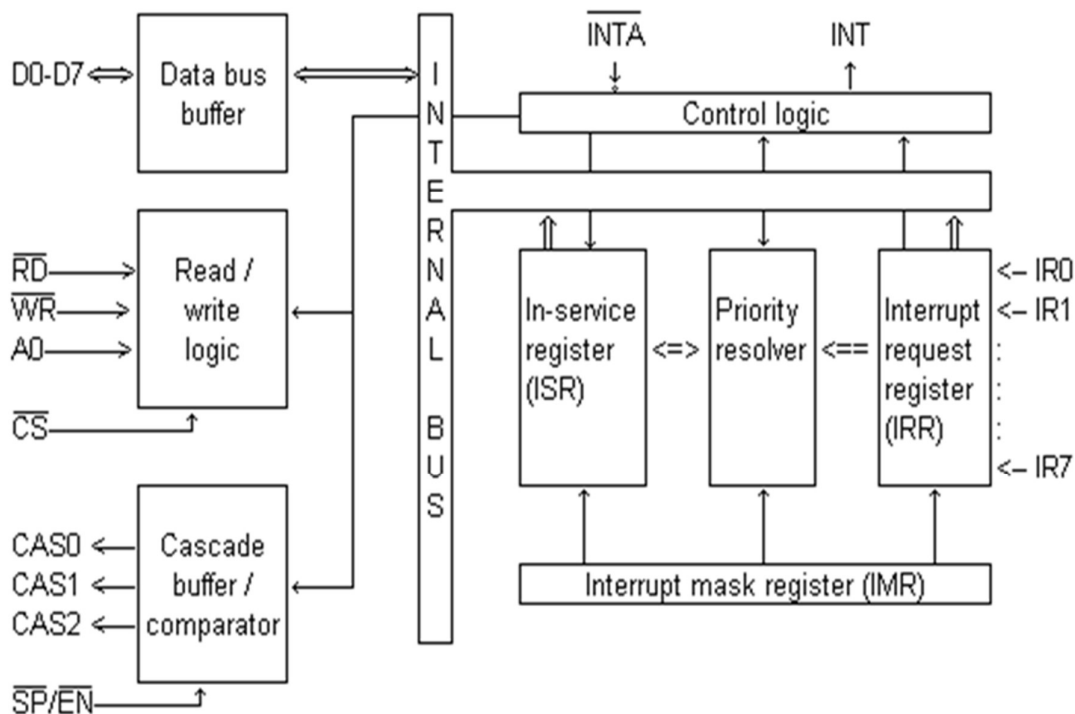 INTA
INT
D0-D7
Data bus
buffer
Control logic
INTERNAL BUS
RD
WR
A0
CS
Read /
write
logic
In-service
register
(ISR)
<=>
Priority
resolver
<==
Interrupt
request
register
(IRR)
<– IR0
<– IR1
:
:
:
<– IR7
CAS0
CAS1
CAS2
Cascade
buffer /
comparator
SP/EN
Interrupt mask register (IMR)